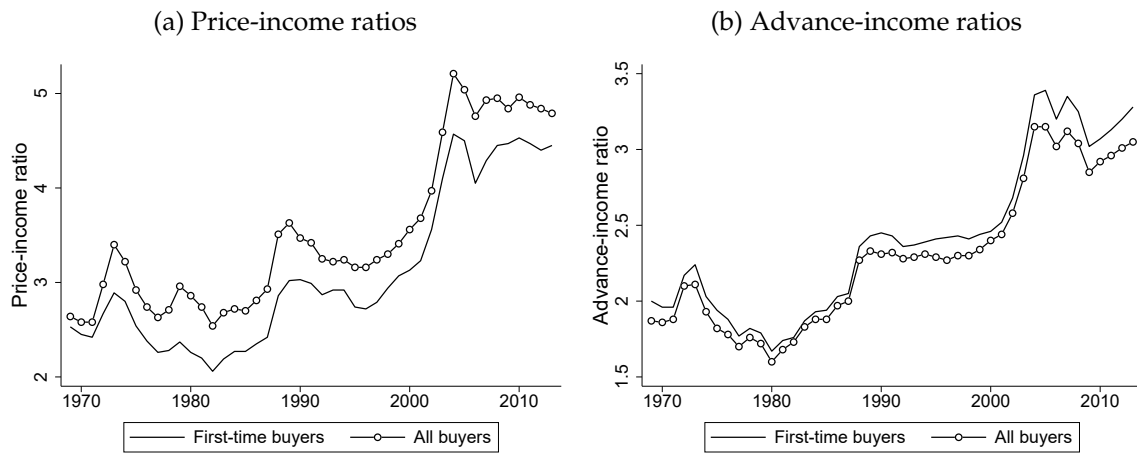 (a) Price-income ratios
(b) Advance-income ratios
Price-income ratio
5
4
3
2
1970 1980 1990 2000 2010
First-time buyers All buyers
Advance-income ratio
3.5
3
2.5
2
1.5
1970 1980 1990 2000 2010
First-time buyers All buyers